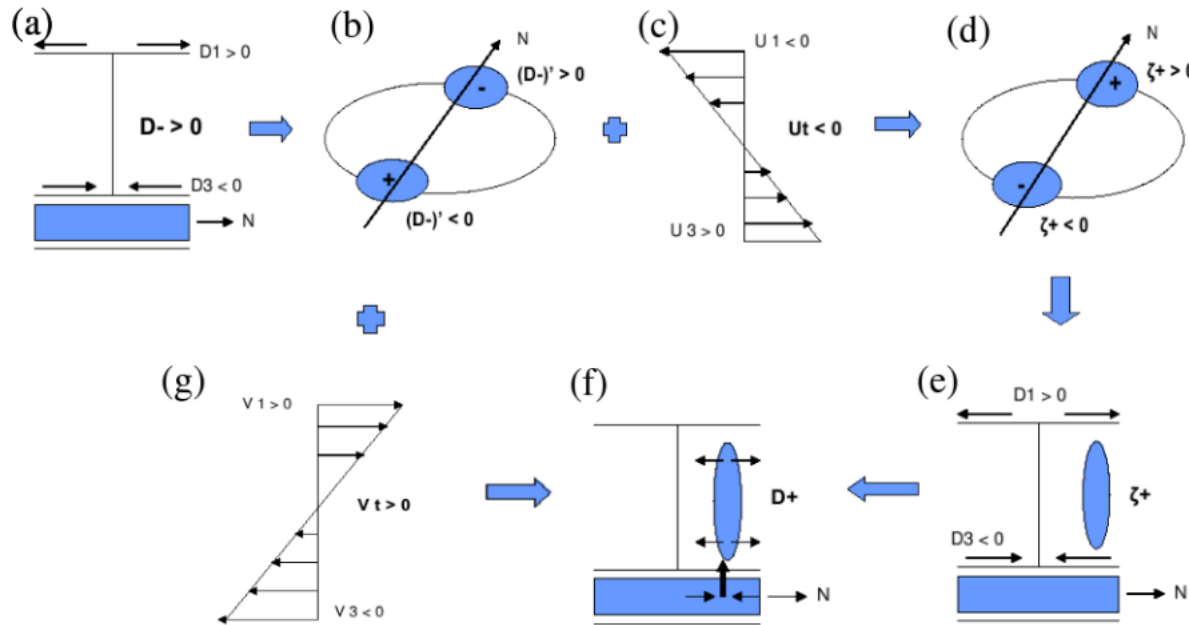 (a)
D1 > 0
D- > 0
D3 < 0
N
(b)
N
(D-)' > 0
-
+
(D-)' < 0
(c)
U 1 < 0
Ut < 0
U 3 > 0
(d)
N
ζ+ > 0
+
-
ζ+ < 0
(g)
V 1 > 0
V t > 0
V 3 < 0
(f)
D+
N
(e)
D1 > 0
ζ+
D3 < 0
N